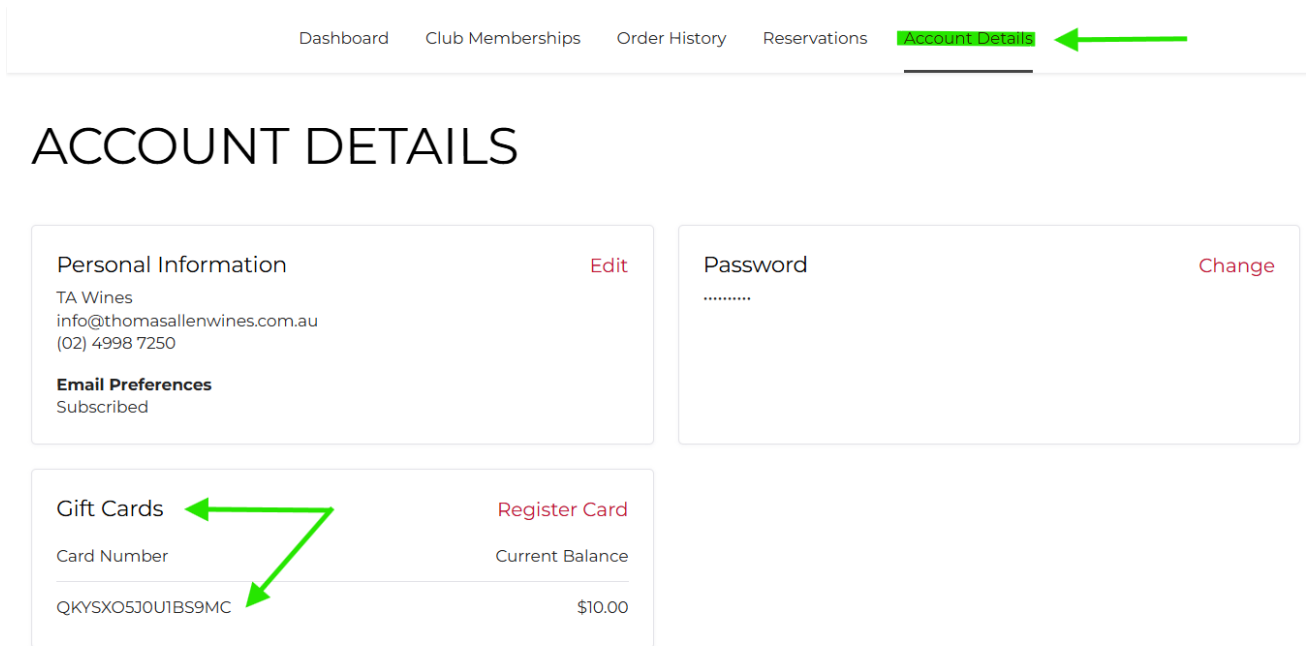 Dashboard Club Memberships Order History Reservations Account Details
ACCOUNT DETAILS
Personal Information Edit
TA Wines
info@thomasallenwines.com.au
(02) 4998 7250
Email Preferences
Subscribed
Password Change
••••••••••
Gift Cards Register Card
Card Number Current Balance
QKYSXO5J0U1BS9MC $10.00